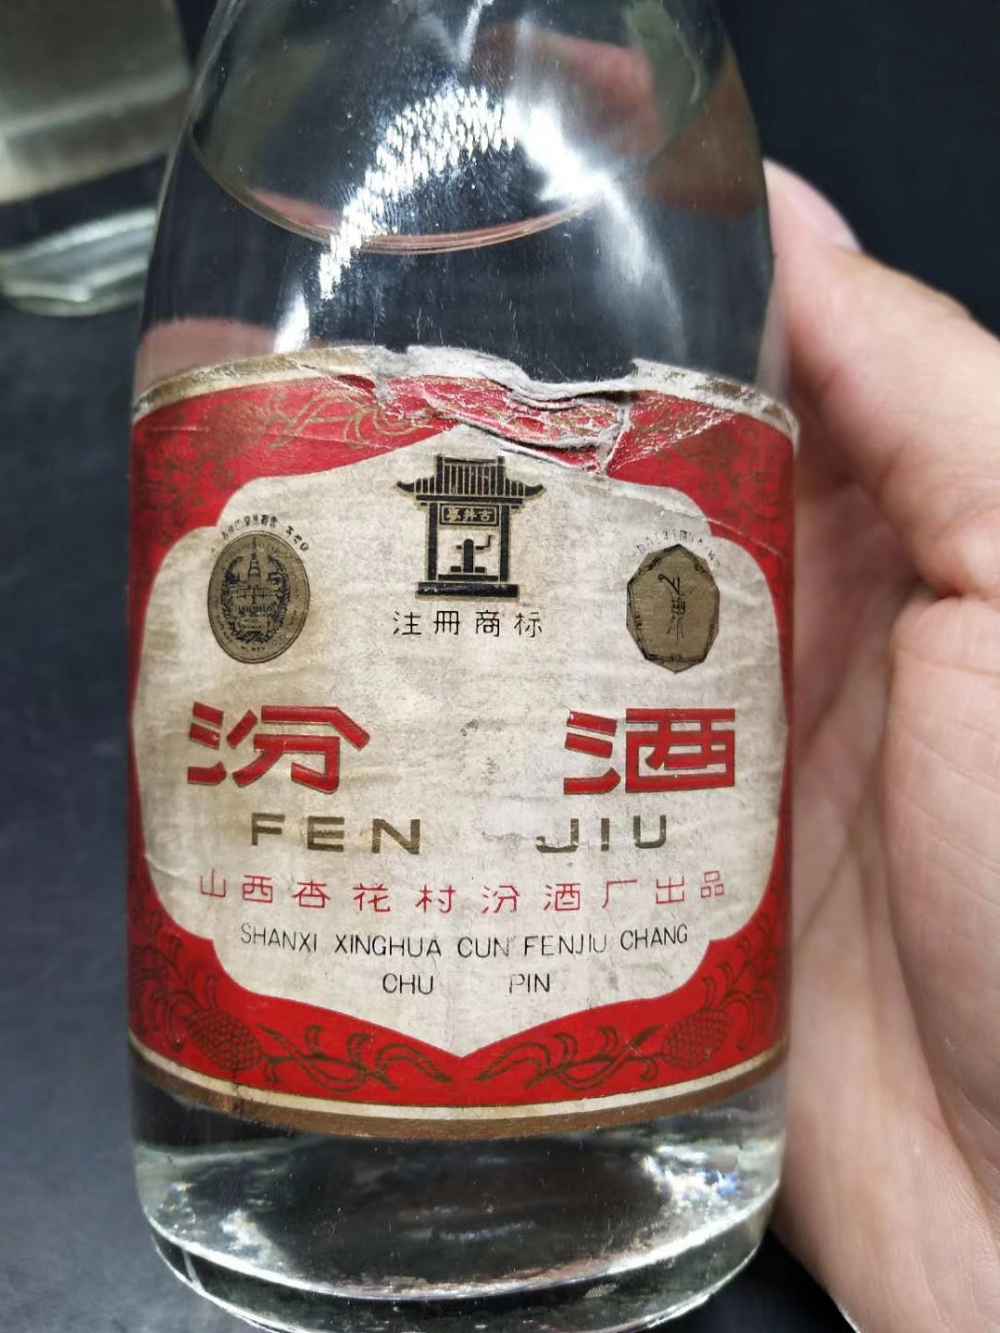 古井亭
注冊商标
汾酒
FEN JIU
山西杏花村汾酒厂出品
SHANXI XINGHUA CUN FENJIU CHANG
CHU PIN